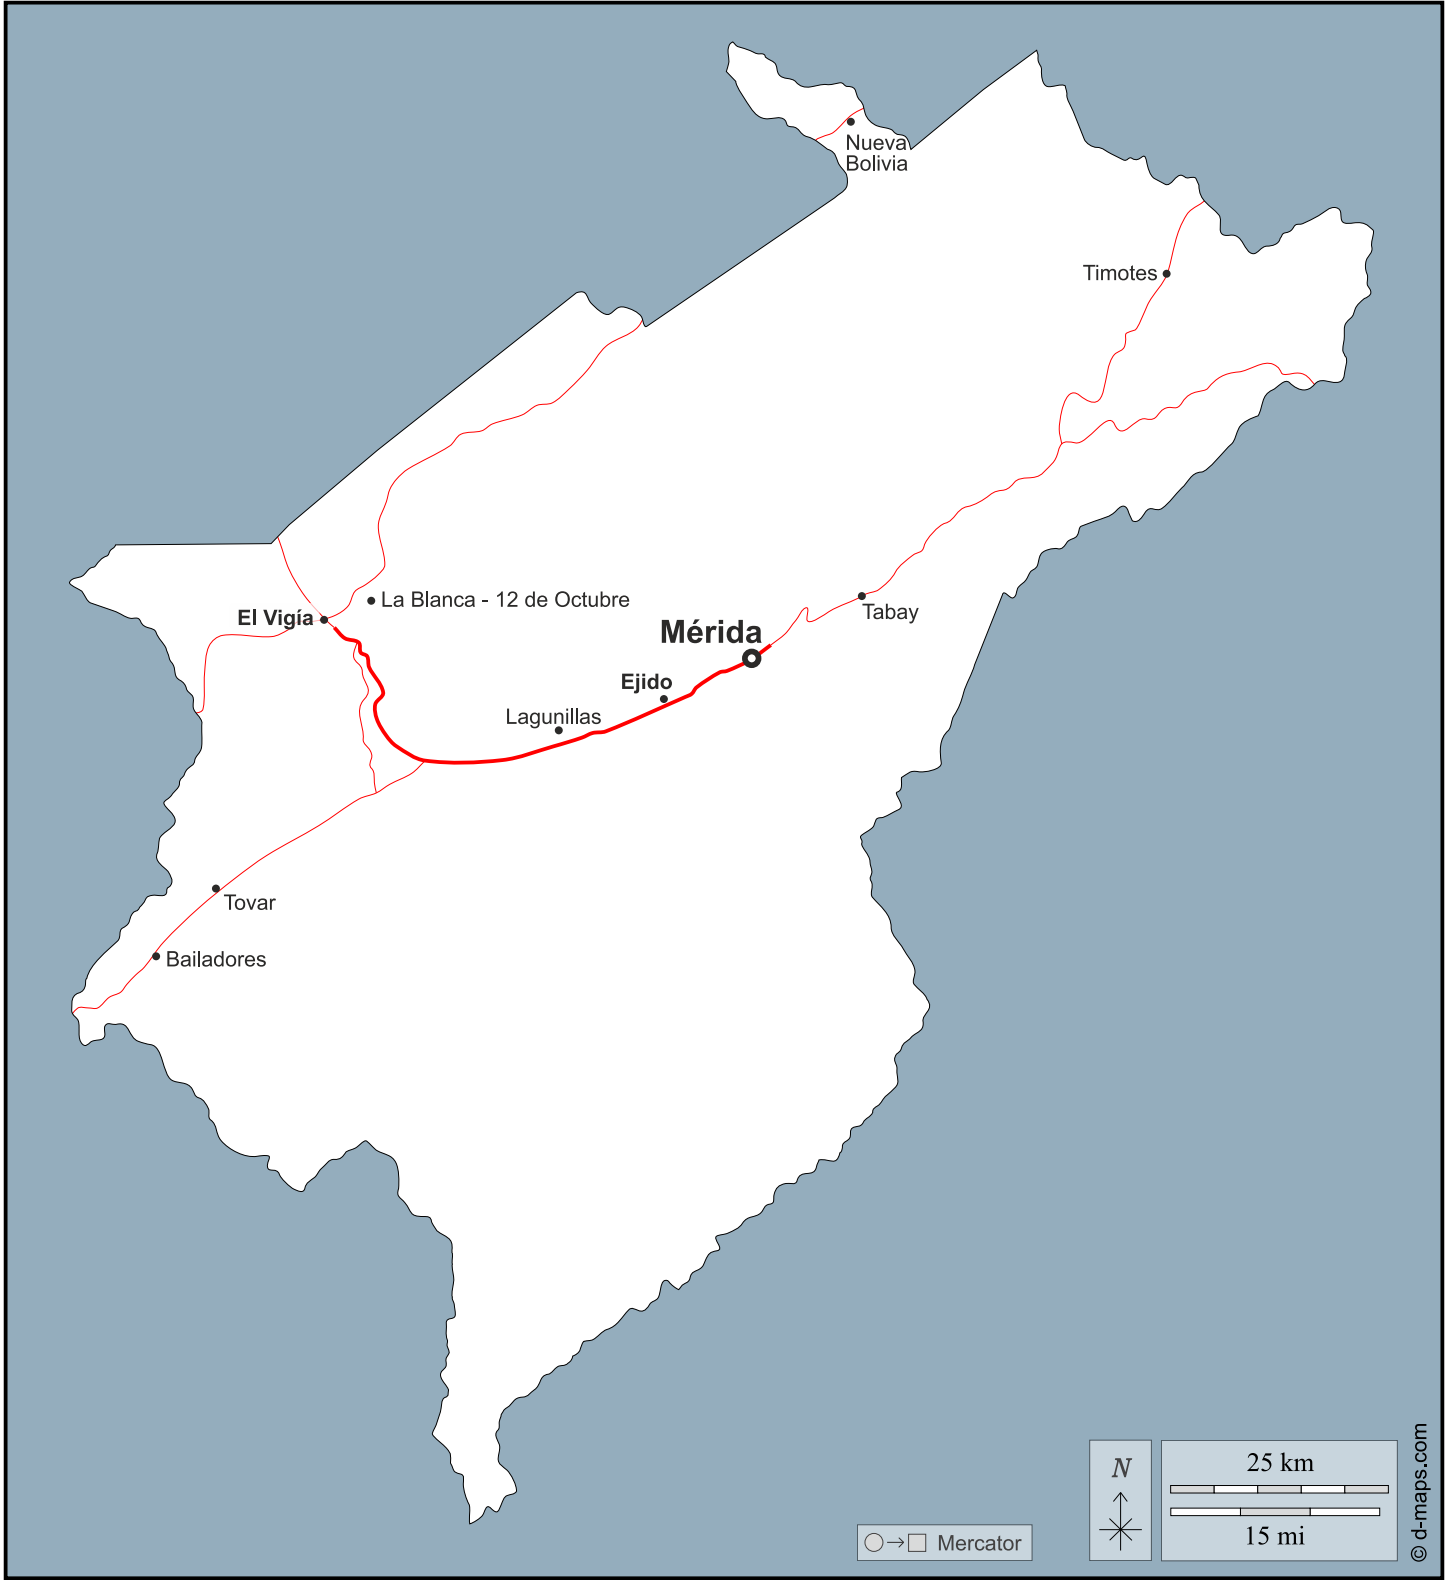 Nueva
Bolivia
Timotes
La Blanca - 12 de Octubre
El Vigía
Tabay
Mérida
Ejido
Lagunillas
Tovar
Bailadores
N
25 km
15 mi
Mercator
© d-maps.com